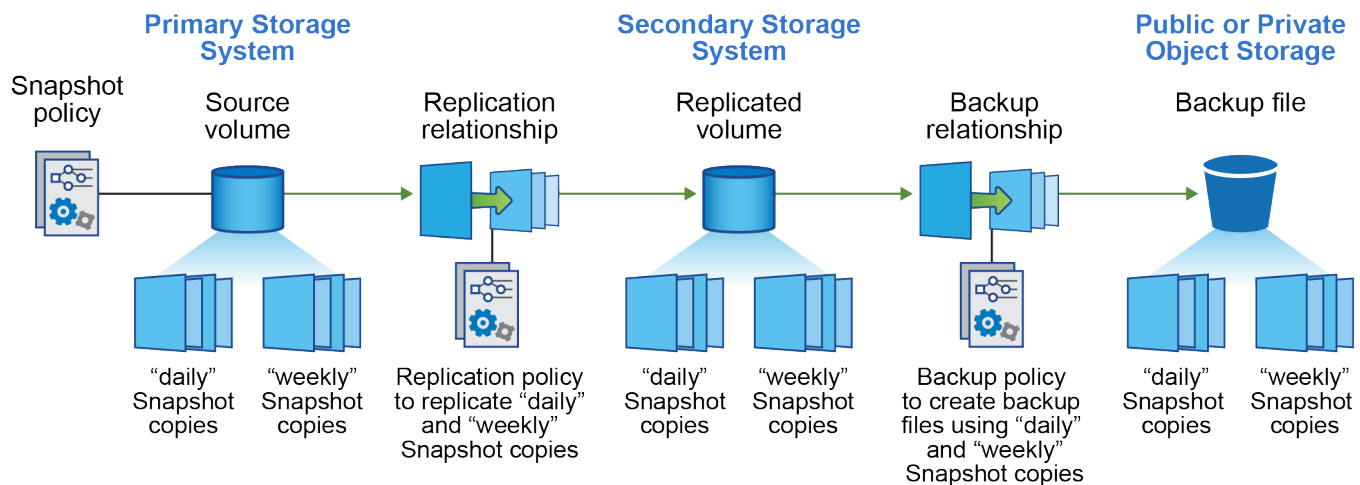 Primary Storage
System
Secondary Storage
System
Public or Private
Object Storage
Snapshot
policy
Source
volume
Replication
relationship
Replicated
volume
Backup
relationship
Backup file
“daily”
Snapshot
copies
“weekly”
Snapshot
copies
Replication policy
to replicate “daily”
and “weekly”
Snapshot copies
“daily”
Snapshot
copies
“weekly”
Snapshot
copies
Backup policy
to create backup
files using “daily”
and “weekly”
Snapshot copies
“daily”
Snapshot
copies
“weekly”
Snapshot
copies